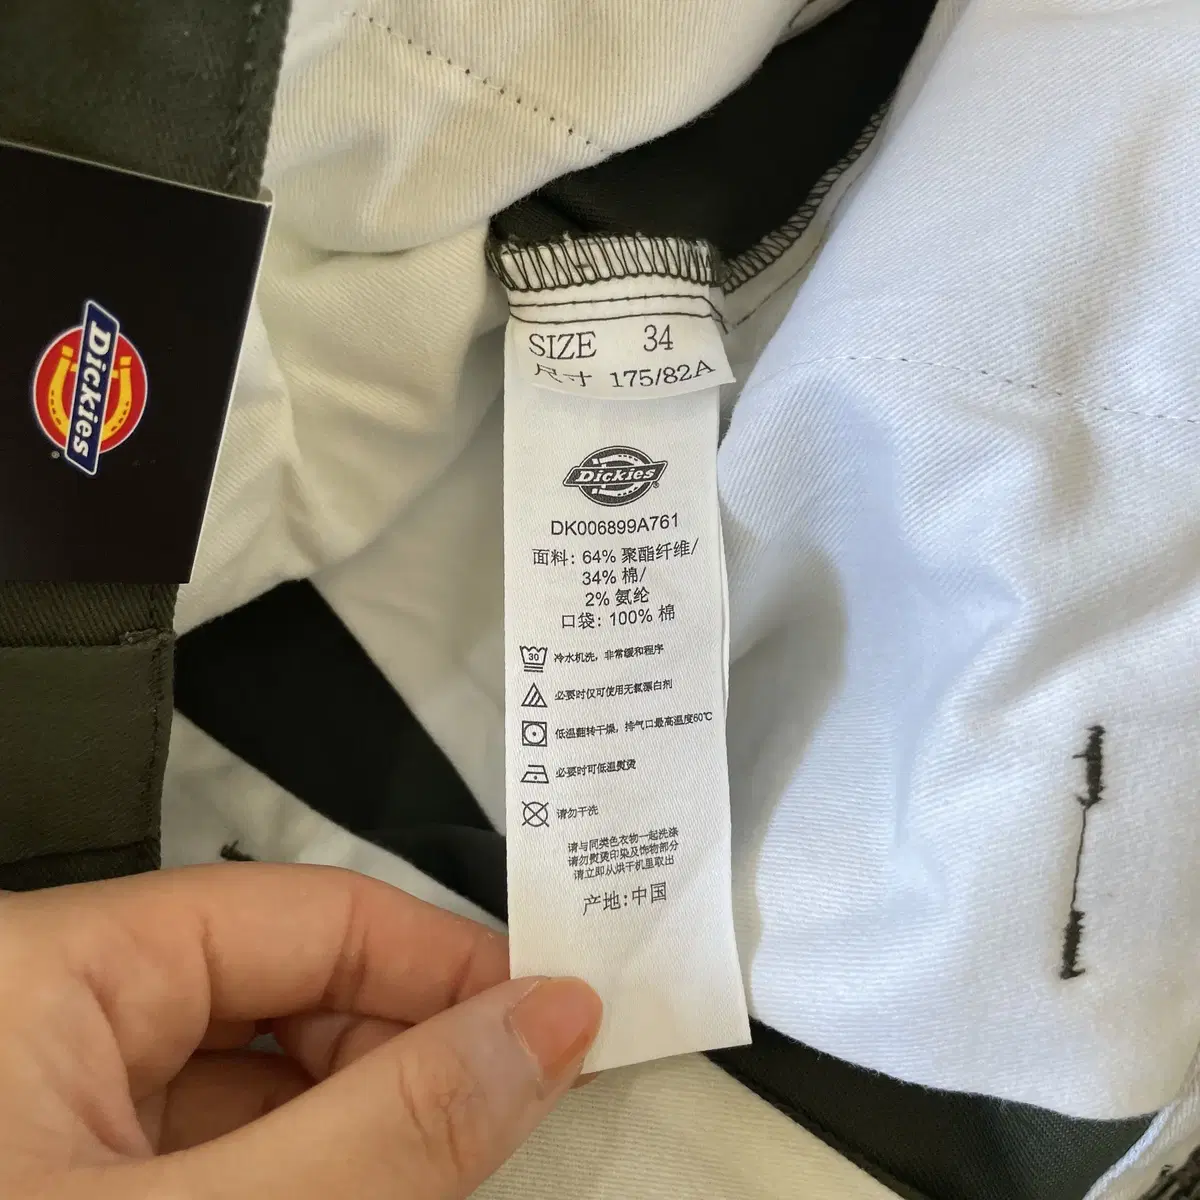 Dickies
SIZE 34
尺寸 175/82A
Dickies
DK006899A761
面料: 64% 聚酯纤维/
34% 棉/
2% 氨纶
口袋: 100% 棉
30 冷水机洗，非常缓和程序
必要时仅可使用无氯漂白剂
低温翻转干燥，排气口最高温度60℃
必要时可低温熨烫
请勿干洗
请与同类色衣物一起洗涤
请勿熨烫印染及饰物部分
请立即从烘干机里取出
产地:中国